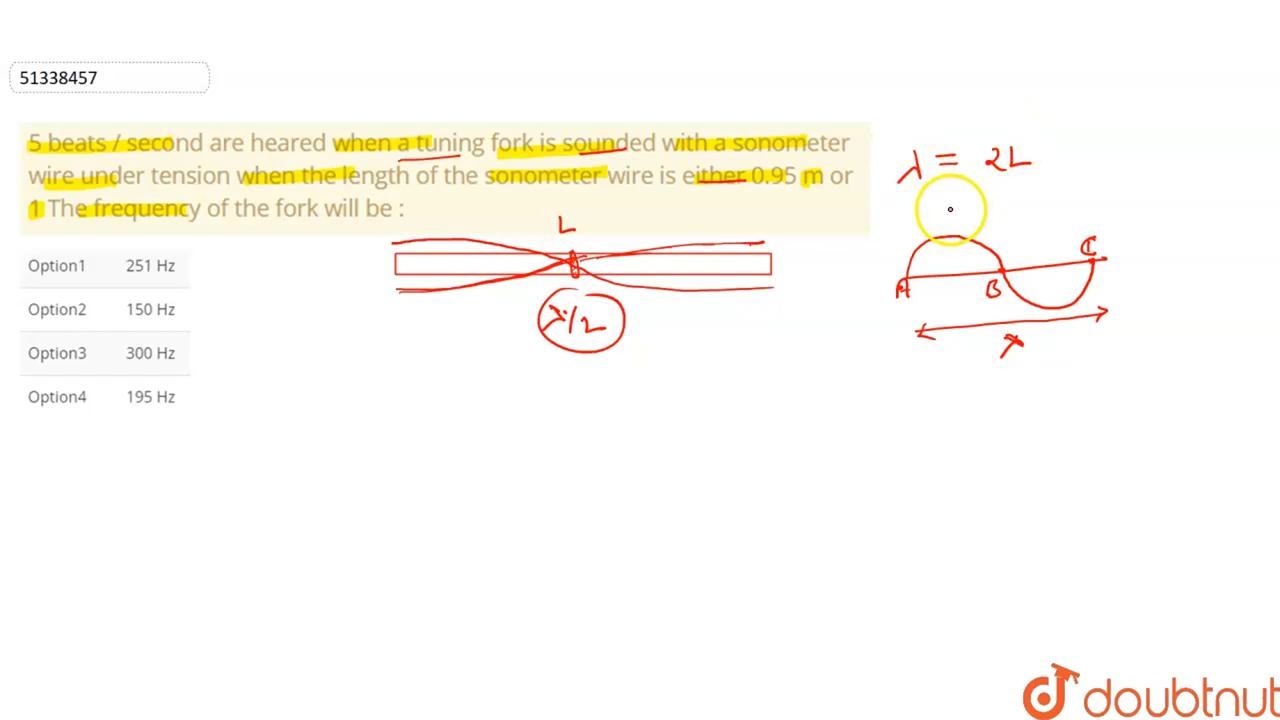 51338457
5 beats / second are heared when a tuning fork is sounded with a sonometer
wire under tension when the length of the sonometer wire is either 0.95 m or
1 The frequency of the fork will be :
Option1 251 Hz
Option2 150 Hz
Option3 300 Hz
Option4 195 Hz
L
λ/2
λ = 2L
A B C
λ
doubtnut